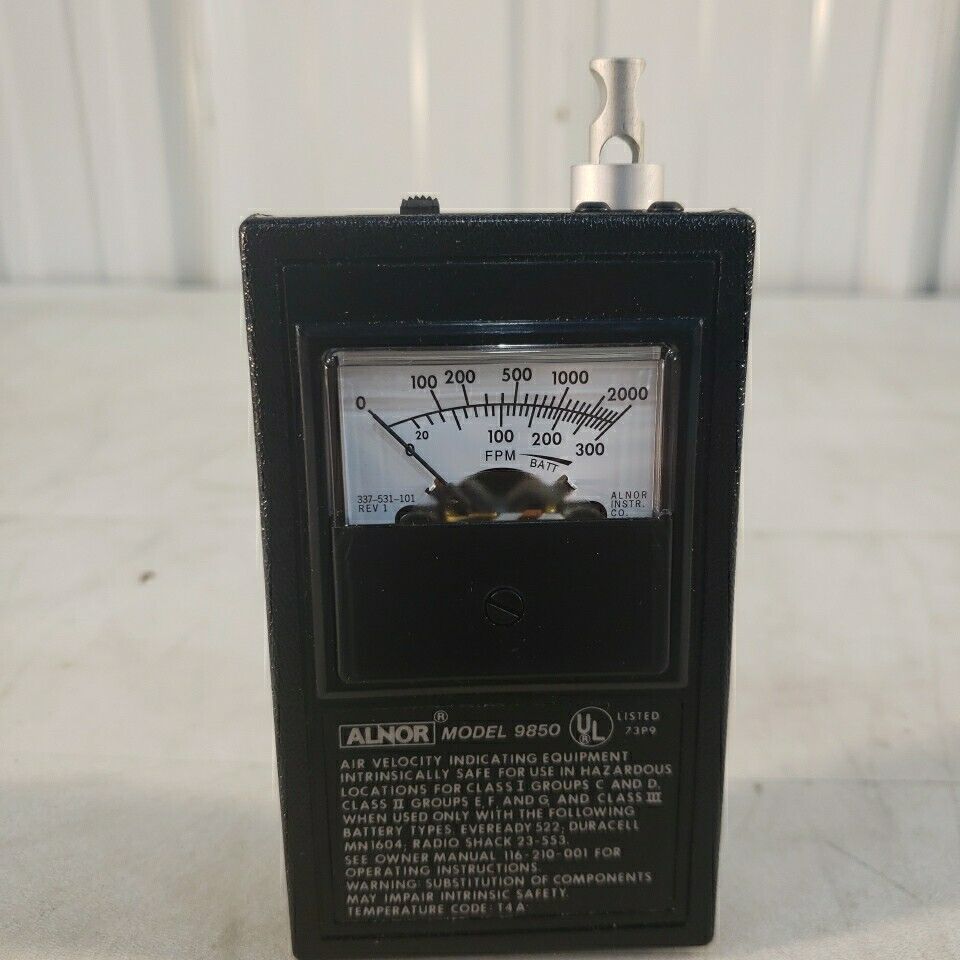 0 100 200 500 1000 2000
0 20 100 200 300
FPM BATT
337-531-101
REV 1
ALNOR
INSTR.
CO.
ALNOR® MODEL 9850 UL® LISTED
73P9
AIR VELOCITY INDICATING EQUIPMENT
INTRINSICALLY SAFE FOR USE IN HAZARDOUS
LOCATIONS FOR CLASS I GROUPS C AND D,
CLASS II GROUPS E, F, AND G, AND CLASS III
WHEN USED ONLY WITH THE FOLLOWING
BATTERY TYPES: EVEREADY 522; DURACELL
MN1604; RADIO SHACK 23-553.
SEE OWNER MANUAL 116-210-001 FOR
OPERATING INSTRUCTIONS.
WARNING: SUBSTITUTION OF COMPONENTS
MAY IMPAIR INTRINSIC SAFETY.
TEMPERATURE CODE: T4A